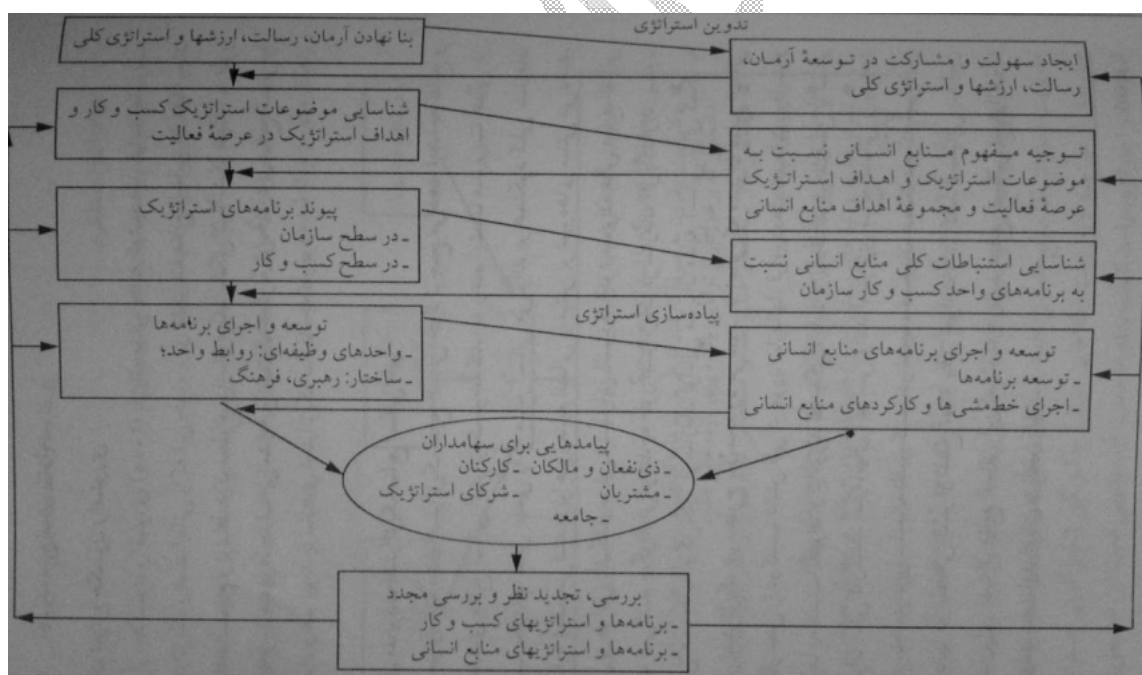 تدوین استراتژی
بنا نهادن آرمان، رسالت، ارزشها و استراتژی کلی
ایجاد سهولت و مشارکت در توسعۀ آرمان،
رسالت، ارزشها و استراتژی کلی
شناسایی موضوعات استراتژیک کسب و کار و
اهداف استراتژیک در عرصۀ فعالیت
توجیه مفهوم منابع انسانی نسبت به
موضوعات استراتژیک و اهداف استراتژیک
عرصۀ فعالیت و مجموعۀ اهداف منابع انسانی
پیوند برنامه‌های استراتژیک
ـ در سطح سازمان
ـ در سطح کسب و کار
شناسایی استنباطات کلی منابع انسانی نسبت
به برنامه‌های واحد کسب و کار سازمان
پیاده‌سازی استراتژی
توسعه و اجرای برنامه‌ها
ـ واحدهای وظیفه‌ای: روابط واحد؛
ـ ساختار: رهبری، فرهنگ
توسعه و اجرای برنامه‌های منابع انسانی
ـ توسعه برنامه‌ها
ـ اجرای خط‌مشی‌ها و کارکردهای منابع انسانی
پیامدهایی برای سهامداران
ـ ذی‌نفعان و مالکان ـ کارکنان
ـ مشتریان ـ شرکای استراتژیک
ـ جامعه
بررسی، تجدید نظر و بررسی مجدد
ـ برنامه‌ها و استراتژیهای کسب و کار
ـ برنامه‌ها و استراتژیهای منابع انسانی